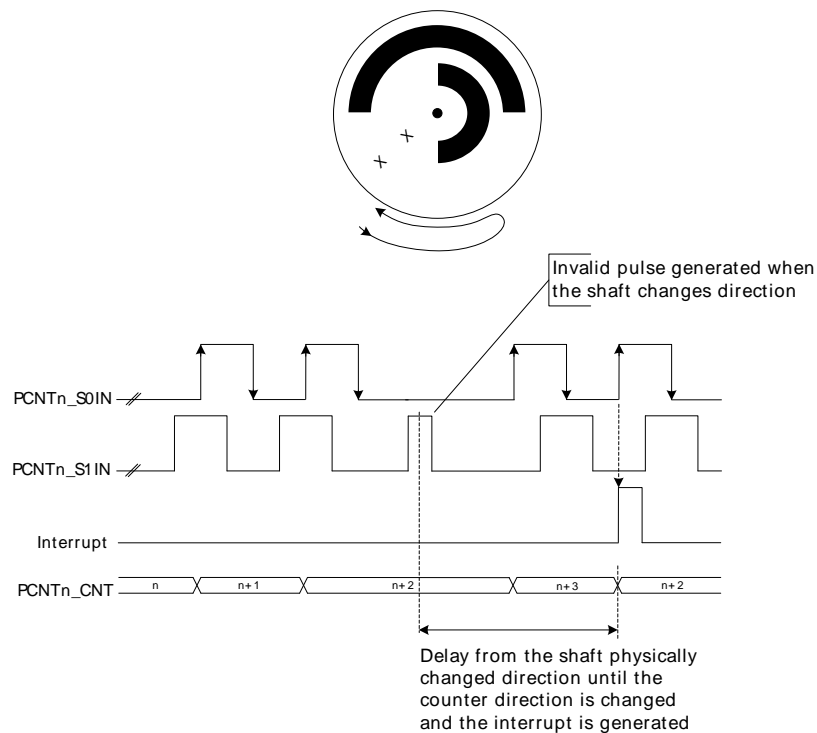 X
X
Invalid pulse generated when
the shaft changes direction
PCNTn_S0IN
PCNTn_S1IN
Interrupt
PCNTn_CNT n n+1 n+2 n+3 n+2
Delay from the shaft physically
changed direction until the
counter direction is changed
and the interrupt is generated